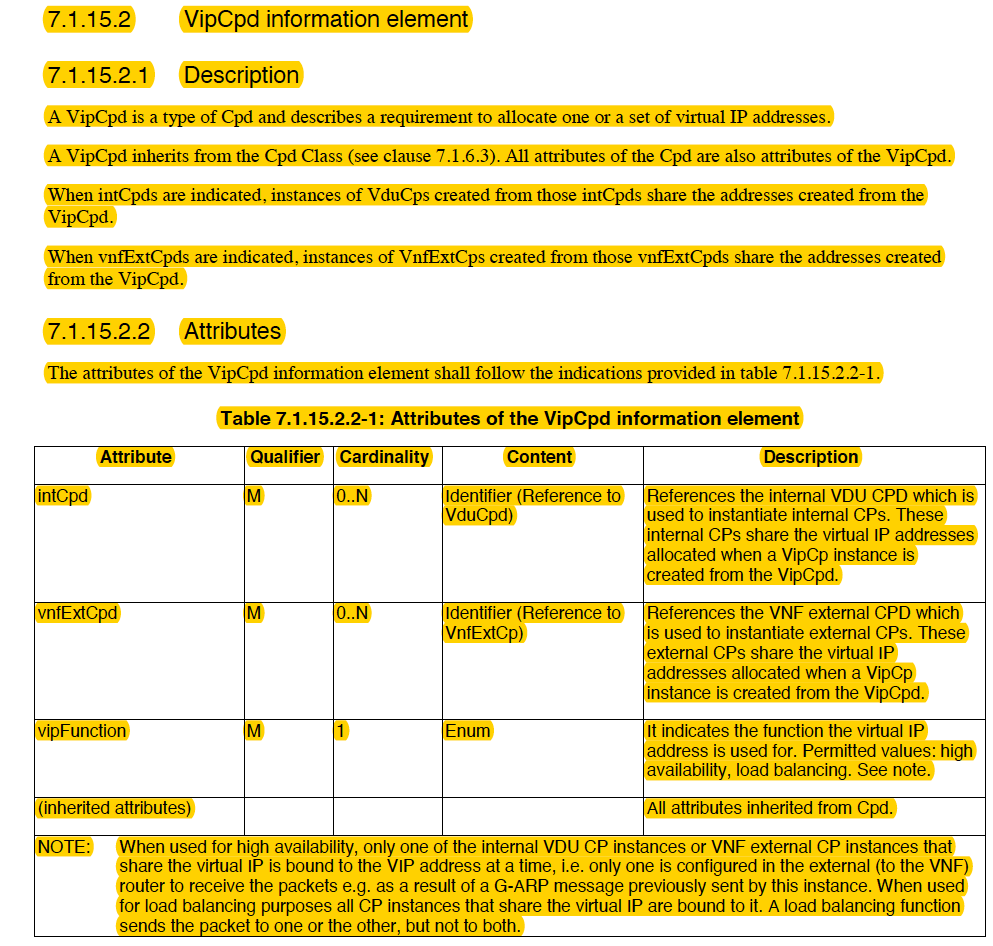 7.1.15.2 VipCpd information element
7.1.15.2.1 Description
A VipCpd is a type of Cpd and describes a requirement to allocate one or a set of virtual IP addresses.
A VipCpd inherits from the Cpd Class (see clause 7.1.6.3). All attributes of the Cpd are also attributes of the VipCpd.
When intCpds are indicated, instances of VduCps created from those intCpds share the addresses created from the
VipCpd.
When vnfExtCpds are indicated, instances of VnfExtCps created from those vnfExtCpds share the addresses created
from the VipCpd.
7.1.15.2.2 Attributes
The attributes of the VipCpd information element shall follow the indications provided in table 7.1.15.2.2-1.
Table 7.1.15.2.2-1: Attributes of the VipCpd information element
Attribute Qualifier Cardinality Content Description
intCpd M 0..N Identifier (Reference to References the internal VDU CPD which is
VduCpd) used to instantiate internal CPs. These
internal CPs share the virtual IP addresses
allocated when a VipCp instance is
created from the VipCpd.
vnfExtCpd M 0..N Identifier (Reference to References the VNF external CPD which
VnfExtCp) is used to instantiate external CPs. These
external CPs share the virtual IP
addresses allocated when a VipCp
instance is created from the VipCpd.
vipFunction M 1 Enum It indicates the function the virtual IP
address is used for. Permitted values: high
availability, load balancing. See note.
(inherited attributes) All attributes inherited from Cpd.
NOTE: When used for high availability, only one of the internal VDU CP instances or VNF external CP instances that
share the virtual IP is bound to the VIP address at a time, i.e. only one is configured in the external (to the VNF)
router to receive the packets e.g. as a result of a G-ARP message previously sent by this instance. When used
for load balancing purposes all CP instances that share the virtual IP are bound to it. A load balancing function
sends the packet to one or the other, but not to both.